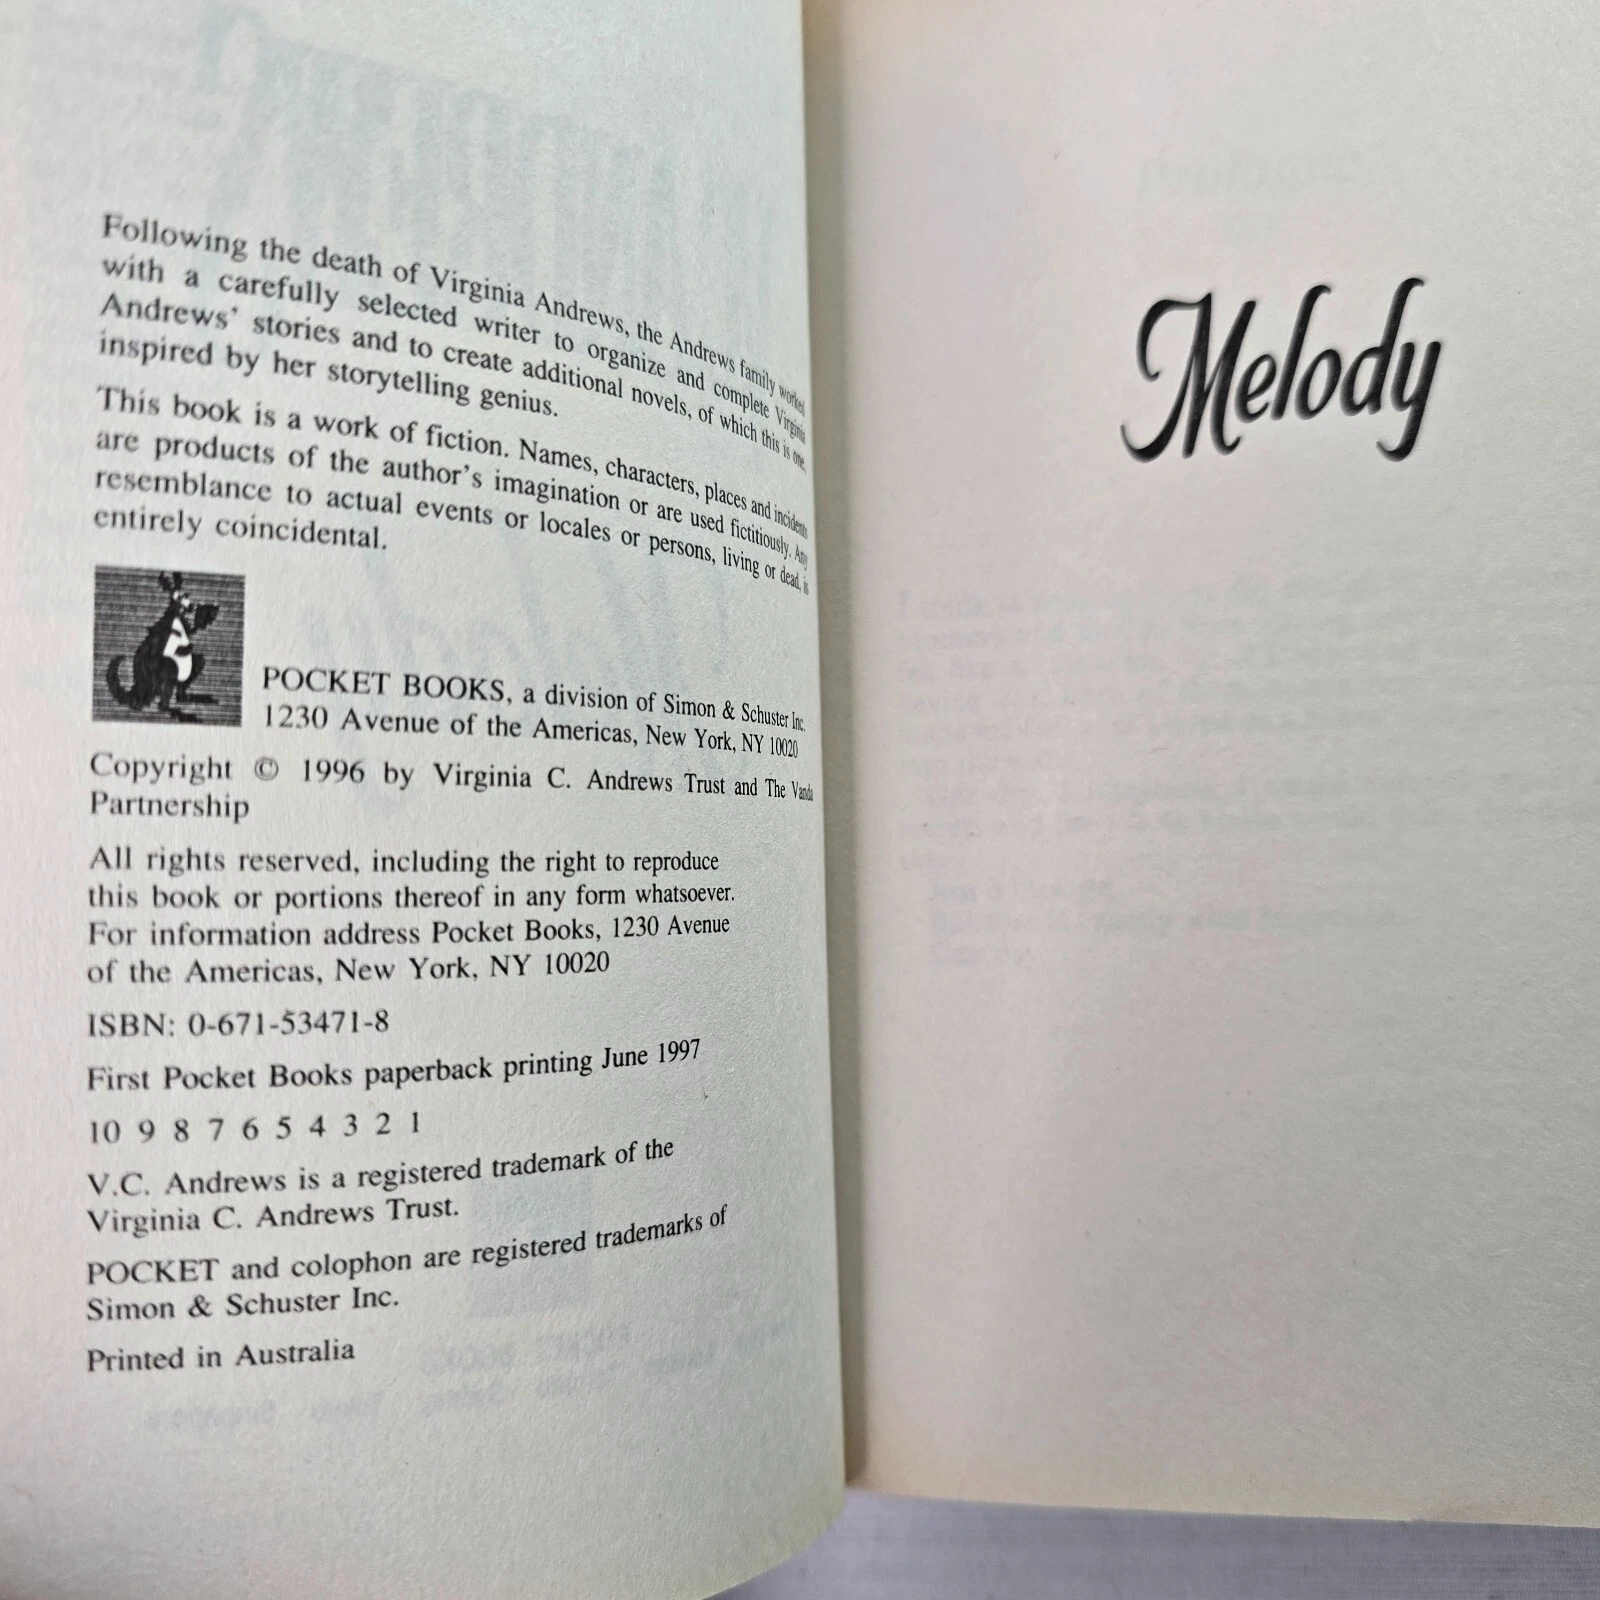 Following the death of Virginia Andrews, the Andrews family worked
with a carefully selected writer to organize and complete Virginia
Andrews' stories and to create additional novels, of which this is one,
inspired by her storytelling genius.
This book is a work of fiction. Names, characters, places and incidents
are products of the author's imagination or are used fictitiously. Any
resemblance to actual events or locales or persons, living or dead, is
entirely coincidental.
POCKET BOOKS, a division of Simon & Schuster Inc.
1230 Avenue of the Americas, New York, NY 10020
Copyright © 1996 by Virginia C. Andrews Trust and The Vanda
Partnership
All rights reserved, including the right to reproduce
this book or portions thereof in any form whatsoever.
For information address Pocket Books, 1230 Avenue
of the Americas, New York, NY 10020
ISBN: 0-671-53471-8
First Pocket Books paperback printing June 1997
10 9 8 7 6 5 4 3 2 1
V.C. Andrews is a registered trademark of the
Virginia C. Andrews Trust.
POCKET and colophon are registered trademarks of
Simon & Schuster Inc.
Printed in Australia
Melody